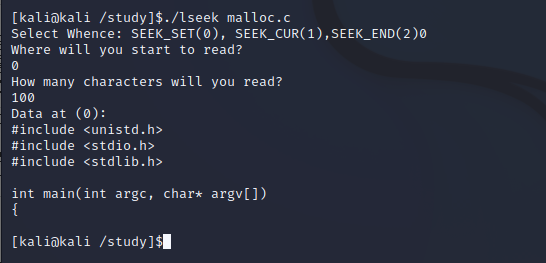 [kali@kali /study]$./lseek malloc.c
Select Whence: SEEK_SET(0), SEEK_CUR(1),SEEK_END(2)0
Where will you start to read?
0
How many characters will you read?
100
Data at (0):
#include <unistd.h>
#include <stdio.h>
#include <stdlib.h>

int main(int argc, char* argv[])
{

[kali@kali /study]$